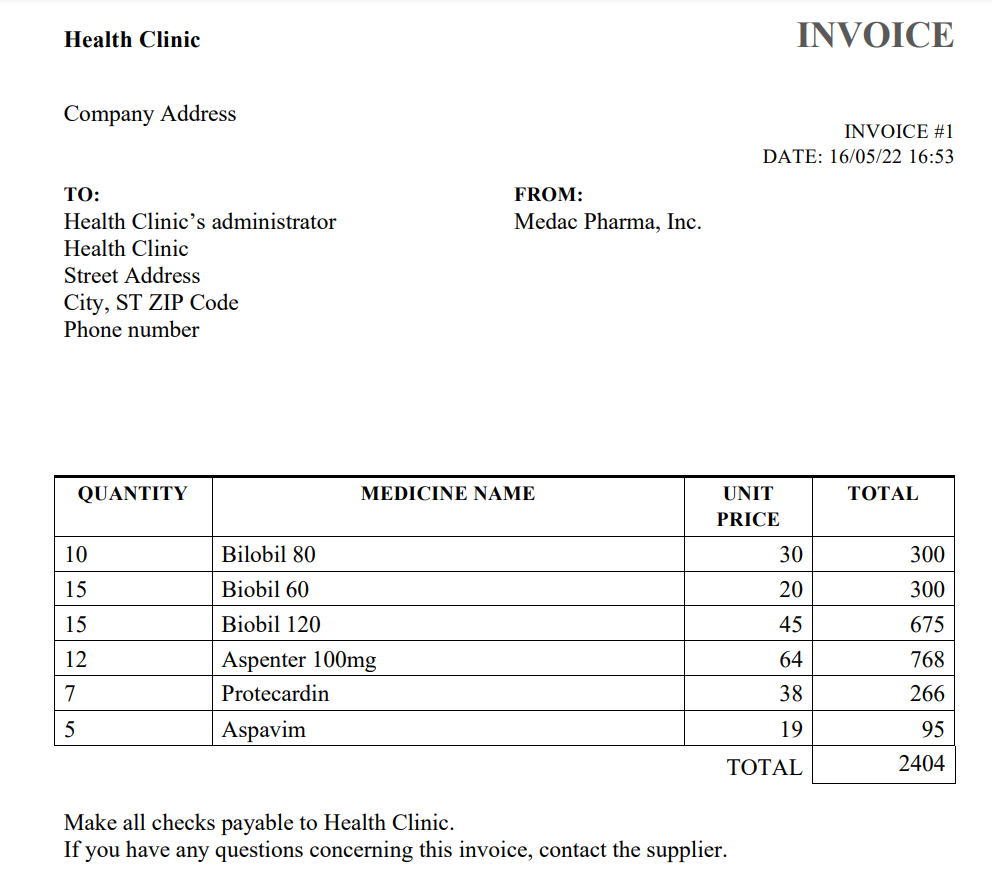 Health Clinic
INVOICE
Company Address
INVOICE #1
DATE: 16/05/22 16:53
TO:
Health Clinic’s administrator
Health Clinic
Street Address
City, ST ZIP Code
Phone number
FROM:
Medac Pharma, Inc.
QUANTITY MEDICINE NAME UNIT PRICE TOTAL
10 Bilobil 80 30 300
15 Biobil 60 20 300
15 Biobil 120 45 675
12 Aspenter 100mg 64 768
7 Protecardin 38 266
5 Aspavim 19 95
TOTAL 2404
Make all checks payable to Health Clinic.
If you have any questions concerning this invoice, contact the supplier.